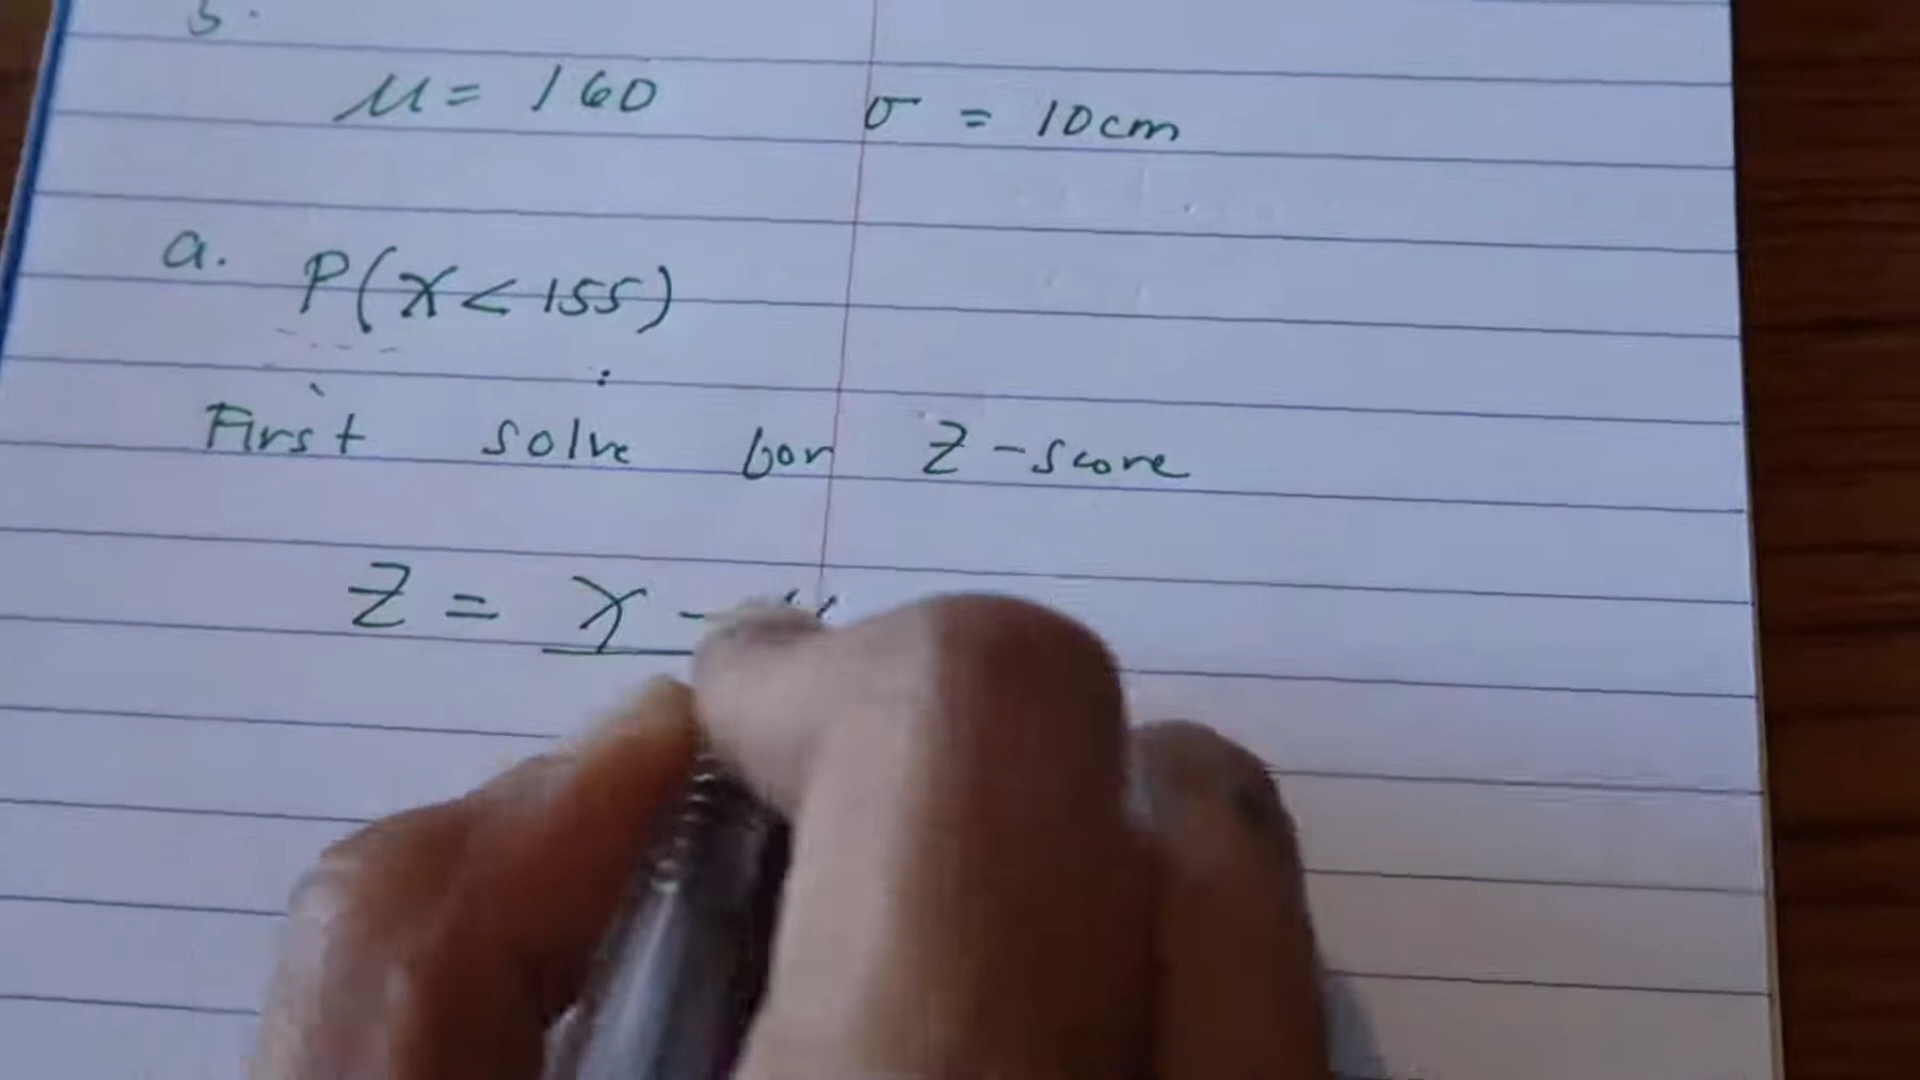 μ = 160 σ = 10cm
a. P(x < 155)
First solve for Z-score
Z = x - μ